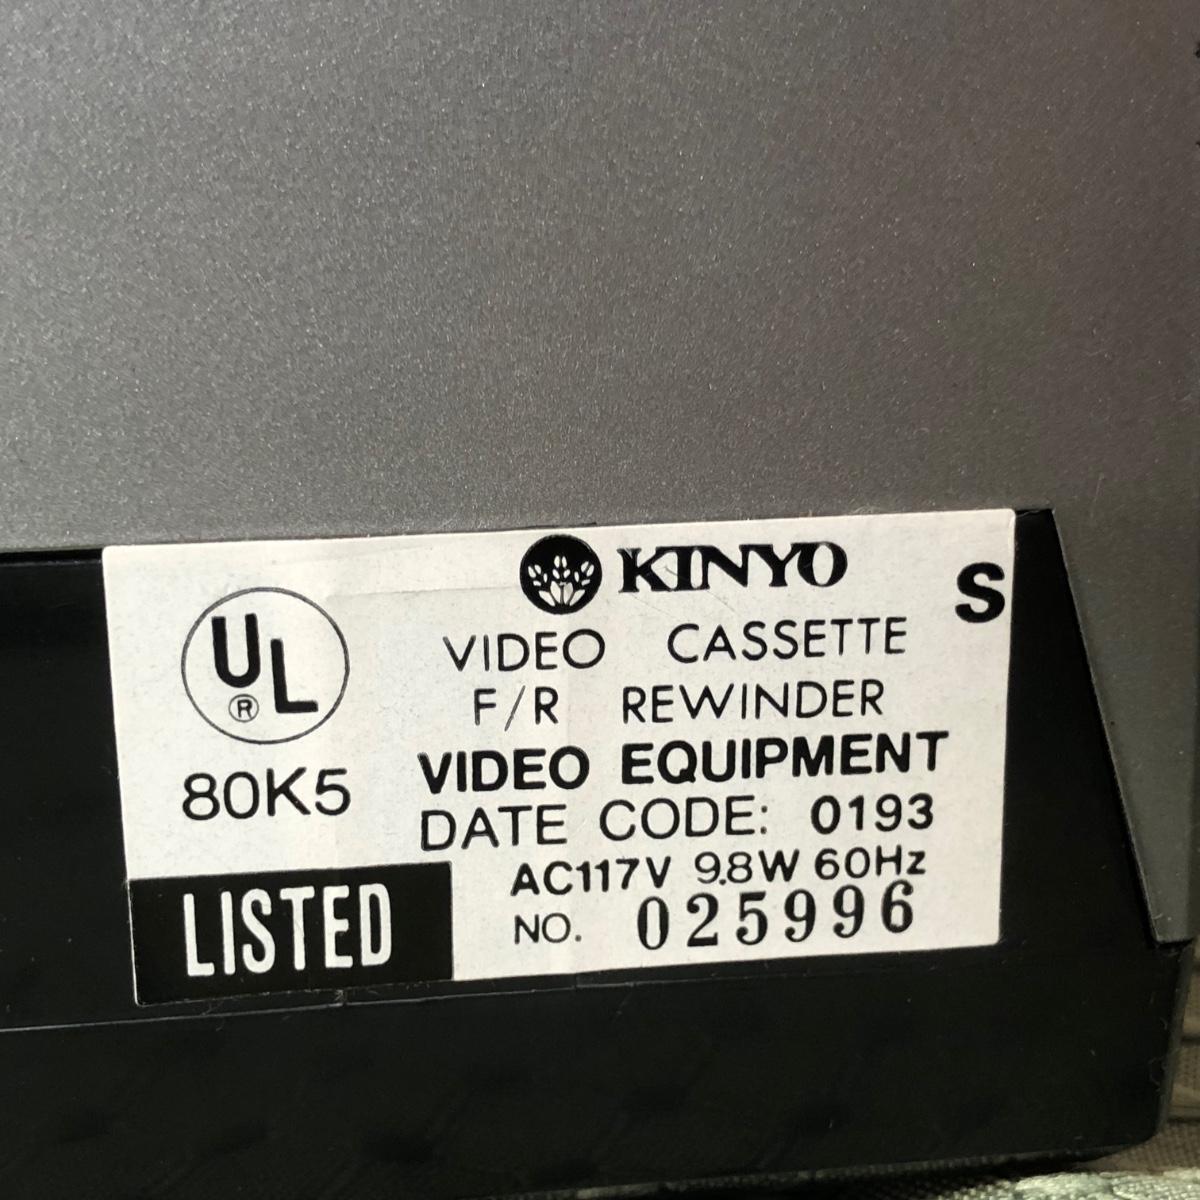 KINYO
S
UL
®
80K5
LISTED
VIDEO CASSETTE
F/R REWINDER
VIDEO EQUIPMENT
DATE CODE: 0193
AC117V 9.8W 60Hz
NO. 025996